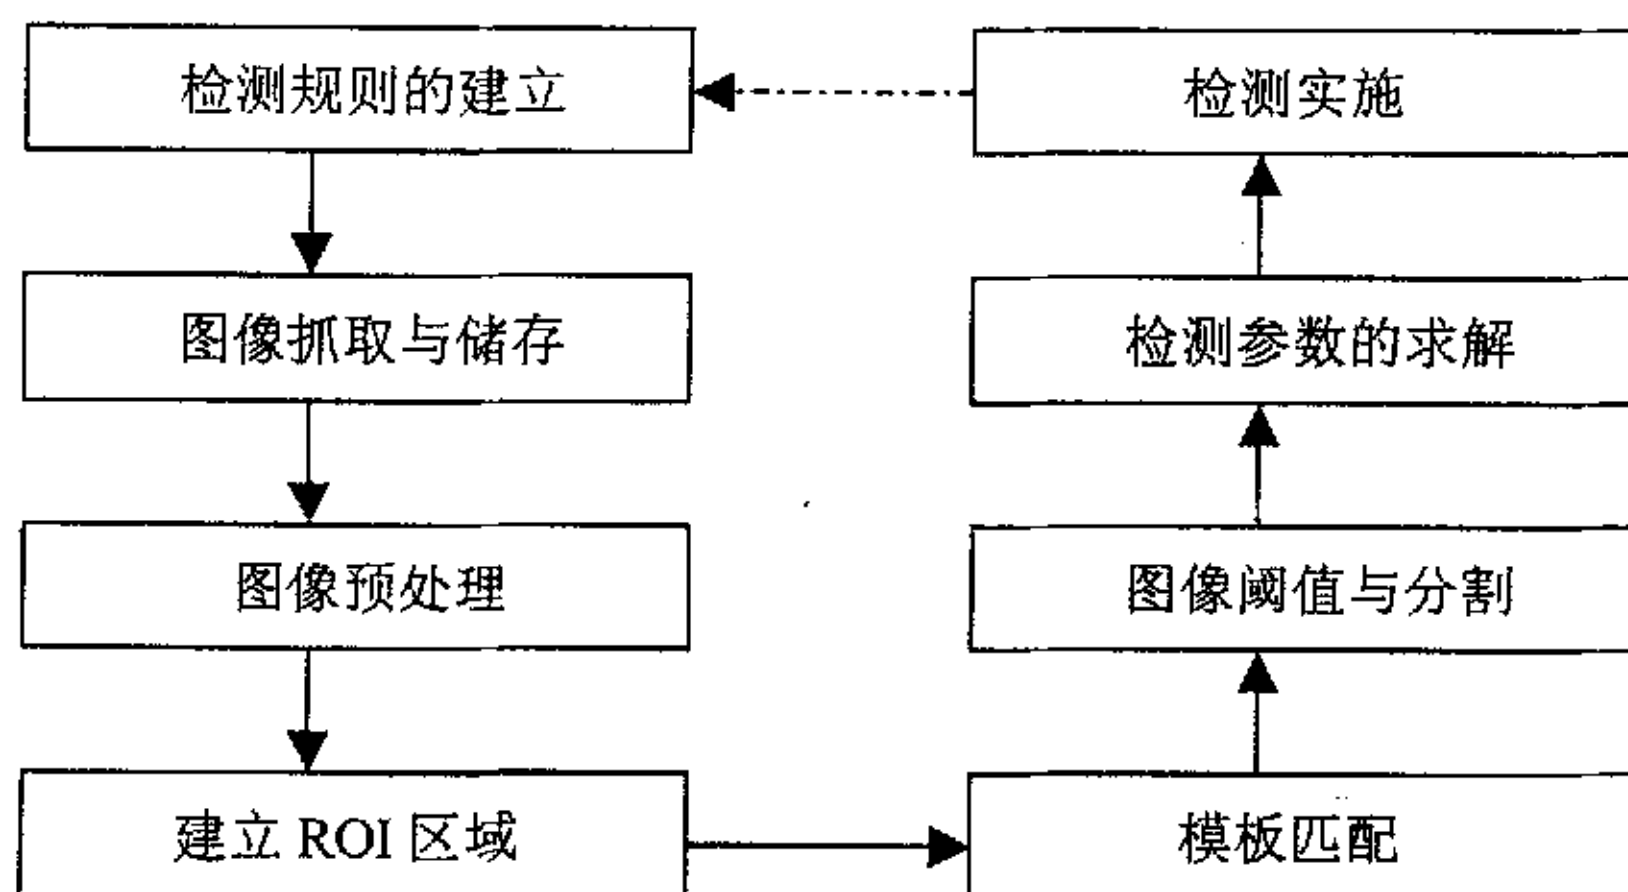 检测规则的建立
图像抓取与储存
图像预处理
建立 ROI 区域
模板匹配
图像阈值与分割
检测参数的求解
检测实施